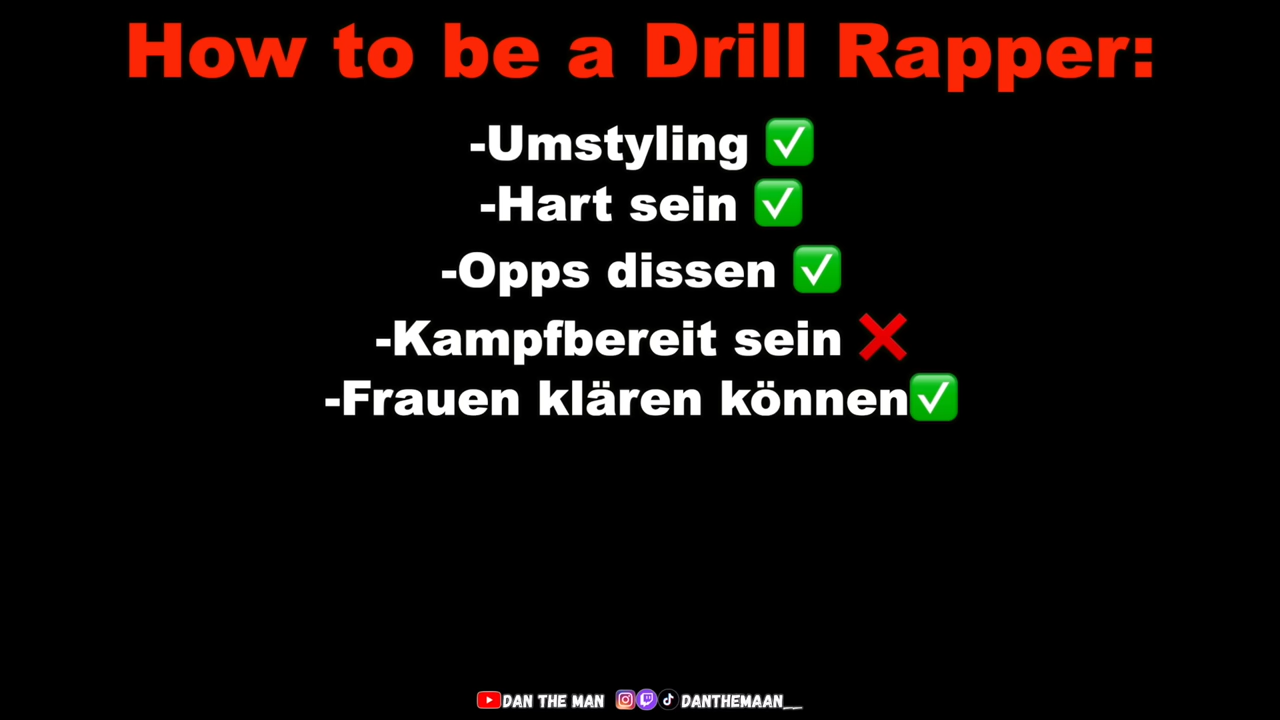 How to be a Drill Rapper:
-Umstyling ✅
-Hart sein ✅
-Opps dissen ✅
-Kampfbereit sein ❌
-Frauen klären können✅
DAN THE MAN DANTHEMAAN__